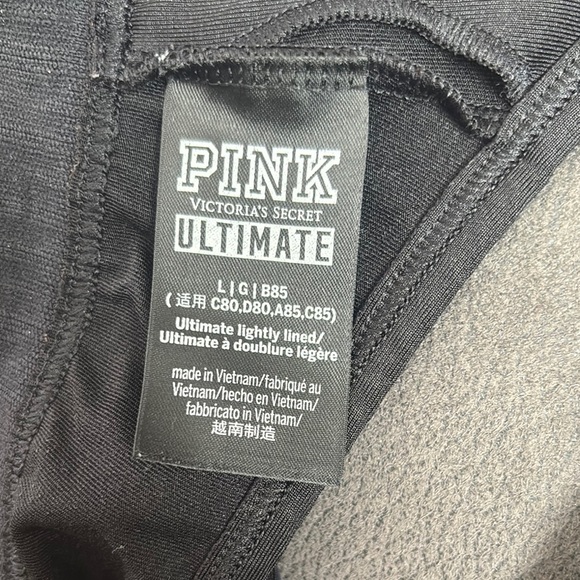 PINK
VICTORIA'S SECRET
ULTIMATE
L | G | B85
(适用 C80,D80,A85,C85)
Ultimate lightly lined/
Ultimate à doublure légère
made in Vietnam/fabriqué au
Vietnam/hecho en Vietnam/
fabbricato in Vietnam/
越南制造